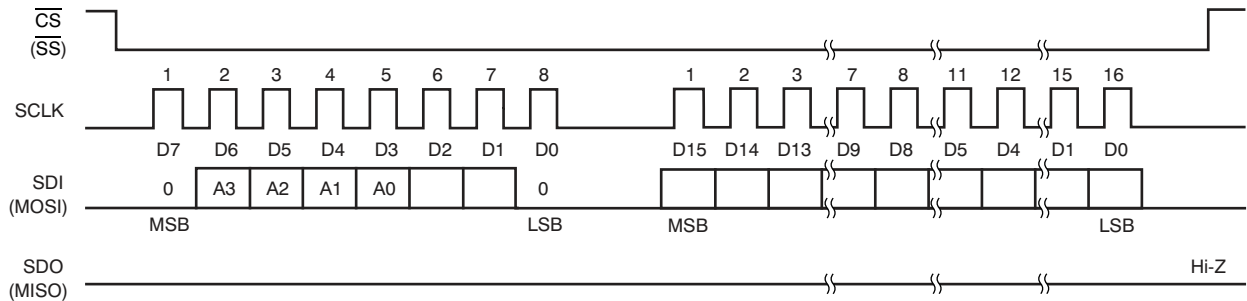 CS
(SS)
1 2 3 4 5 6 7 8 1 2 3 7 8 11 12 15 16
SCLK
D7 D6 D5 D4 D3 D2 D1 D0 D15 D14 D13 D9 D8 D5 D4 D1 D0
SDI
(MOSI)
0 A3 A2 A1 A0 0
MSB LSB MSB LSB
SDO
(MISO)
Hi-Z